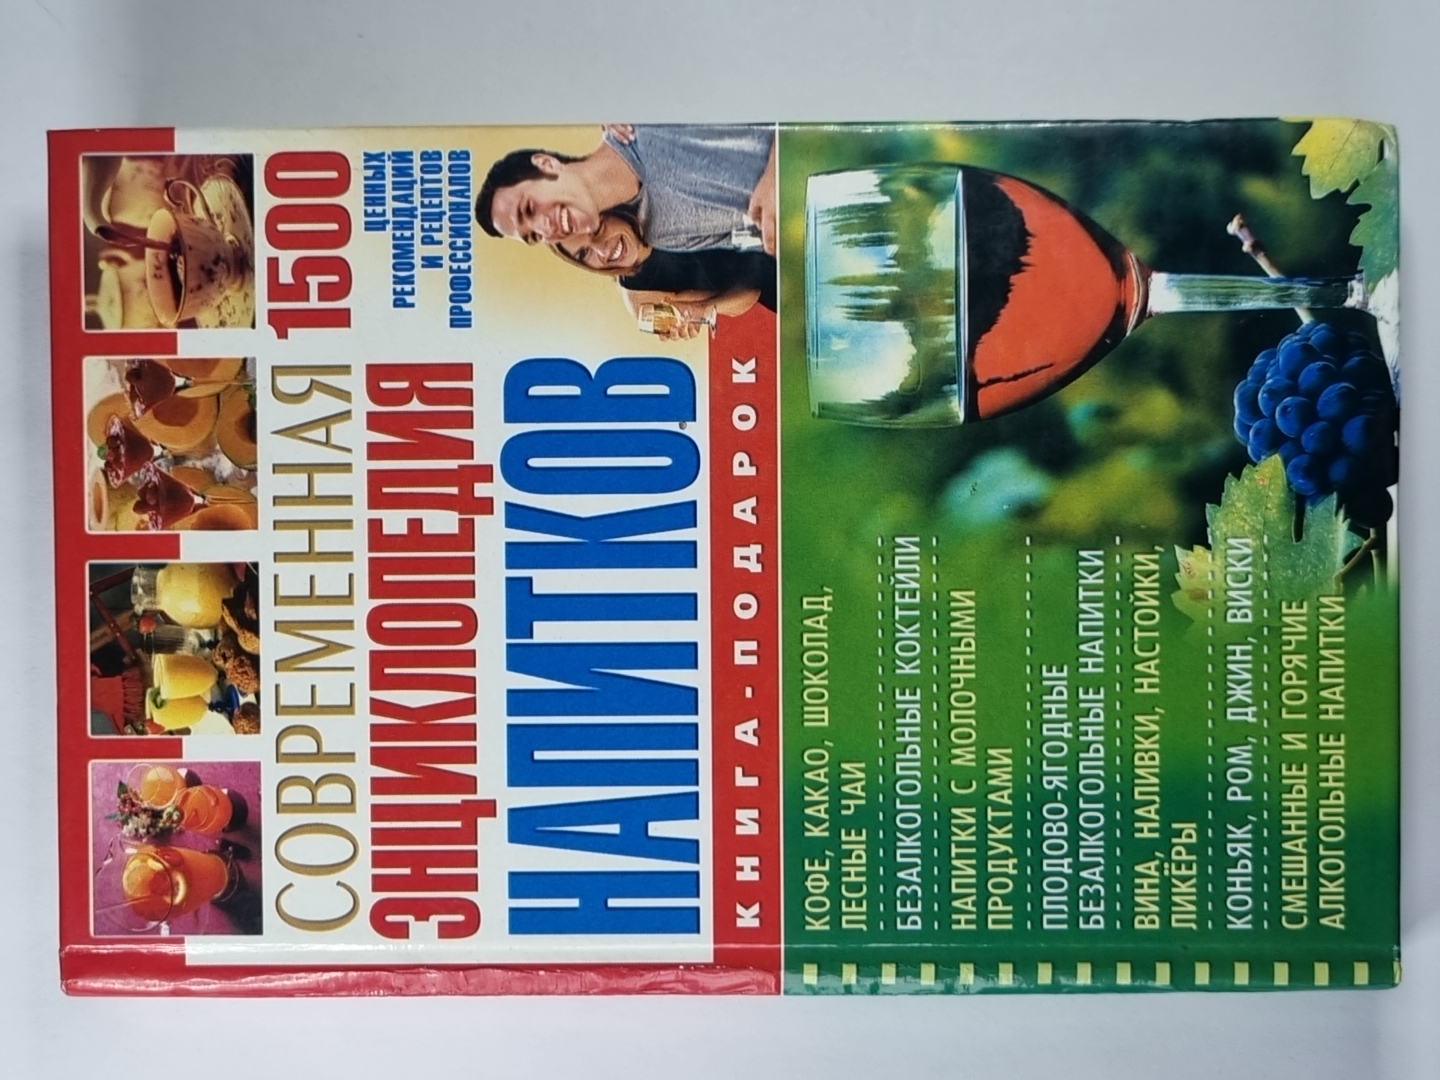 СОВРЕМЕННАЯ
ЭНЦИКЛОПЕДИЯ
НАПИТКОВ
1500
ЦЕННЫХ
РЕКОМЕНДАЦИЙ
И РЕЦЕПТОВ
ПРОФЕССИОНАЛОВ
КНИГА-ПОДАРОК
КОФЕ, КАКАО, ШОКОЛАД,
ЛЕСНЫЕ ЧАИ
БЕЗАЛКОГОЛЬНЫЕ КОКТЕЙЛИ
НАПИТКИ С МОЛОЧНЫМИ
ПРОДУКТАМИ
ПЛОДОВО-ЯГОДНЫЕ
БЕЗАЛКОГОЛЬНЫЕ НАПИТКИ
ВИНА, НАЛИВКИ, НАСТОЙКИ,
ЛИКЁРЫ
КОНЬЯК, РОМ, ДЖИН, ВИСКИ
СМЕШАННЫЕ И ГОРЯЧИЕ
АЛКОГОЛЬНЫЕ НАПИТКИ